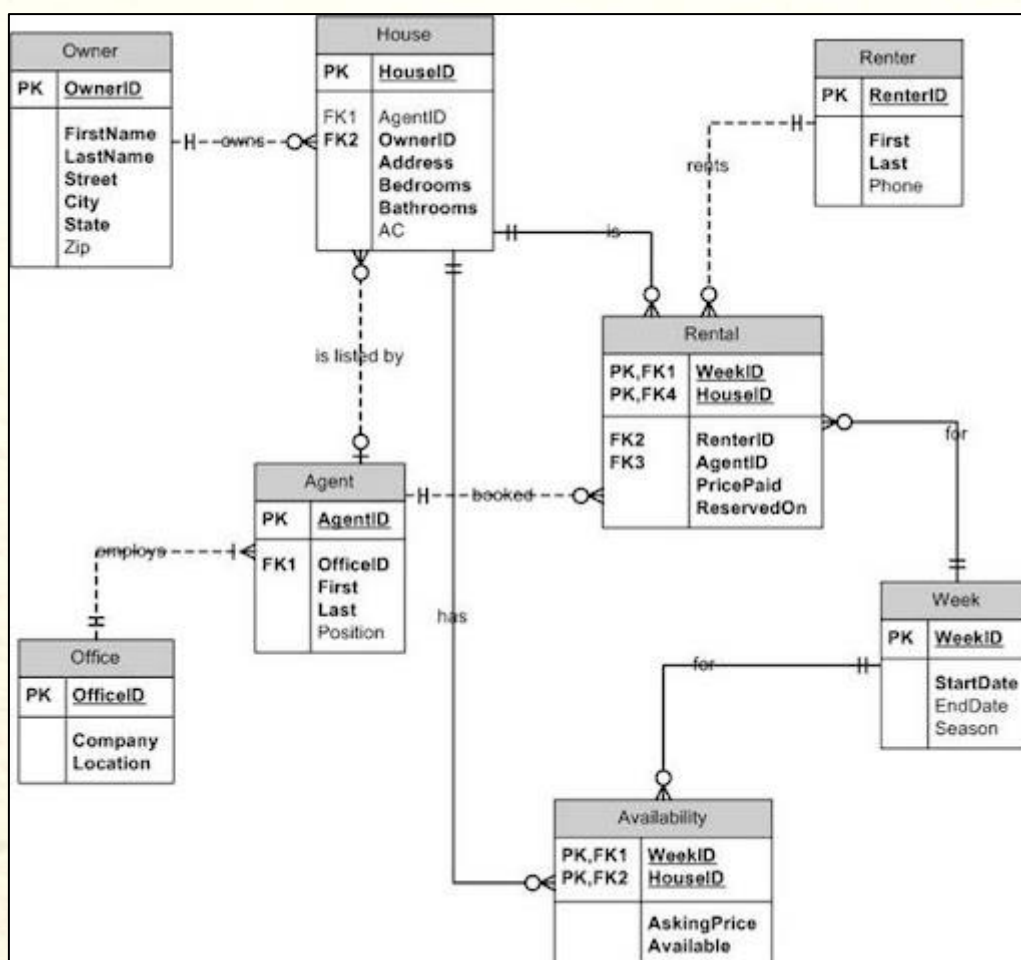 Owner
PK OwnerID
FirstName
LastName
Street
City
State
Zip
owns
House
PK HouseID
FK1 AgentID
FK2 OwnerID
Address
Bedrooms
Bathrooms
AC
is
rents
Renter
PK RenterID
First
Last
Phone
is listed by
Rental
PK,FK1 WeekID
PK,FK4 HouseID
FK2 RenterID
FK3 AgentID
PricePaid
ReservedOn
for
Agent
PK AgentID
FK1 OfficeID
First
Last
Position
booked
employs
Office
PK OfficeID
Company
Location
has
Week
PK WeekID
StartDate
EndDate
Season
for
Availability
PK,FK1 WeekID
PK,FK2 HouseID
AskingPrice
Available